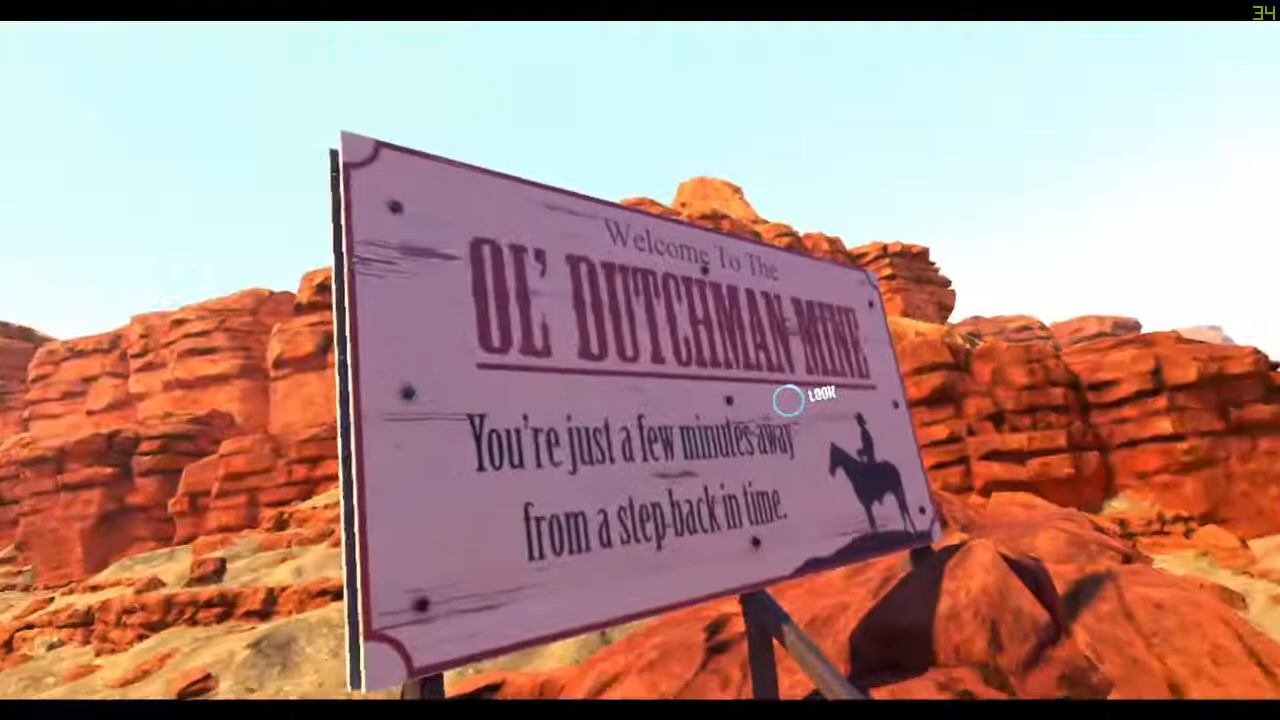 34
Welcome To The
OL' DUTCHMAN MINE
LOOK
You're just a few minutes away
from a step back in time.